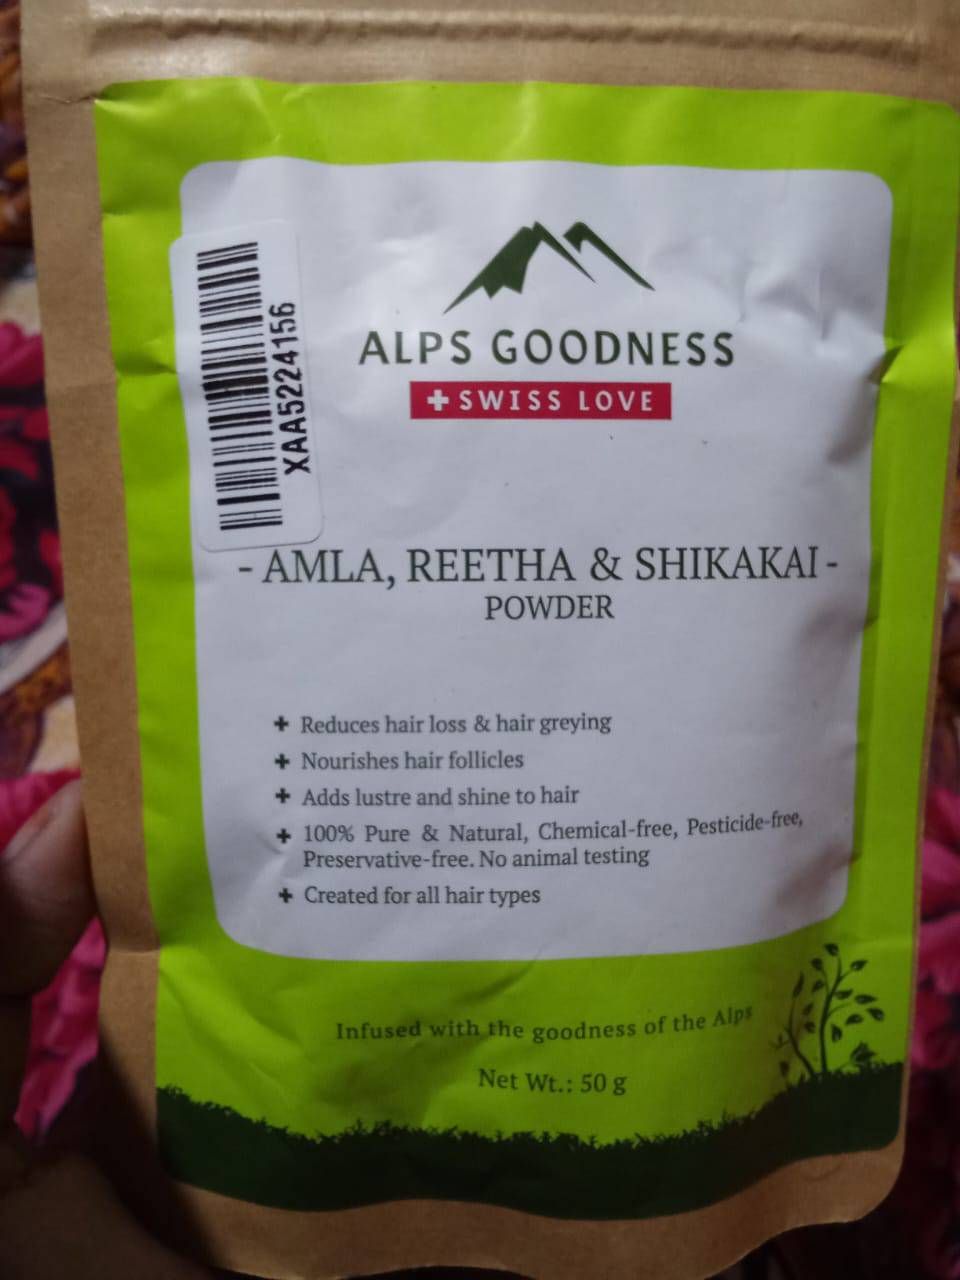 ALPS GOODNESS
+ SWISS LOVE
XAA5224156
- AMLA, REETHA & SHIKAKAI -
POWDER
+ Reduces hair loss & hair greying
+ Nourishes hair follicles
+ Adds lustre and shine to hair
+ 100% Pure & Natural, Chemical-free, Pesticide-free,
Preservative-free. No animal testing
+ Created for all hair types
Infused with the goodness of the Alps
Net Wt.: 50 g